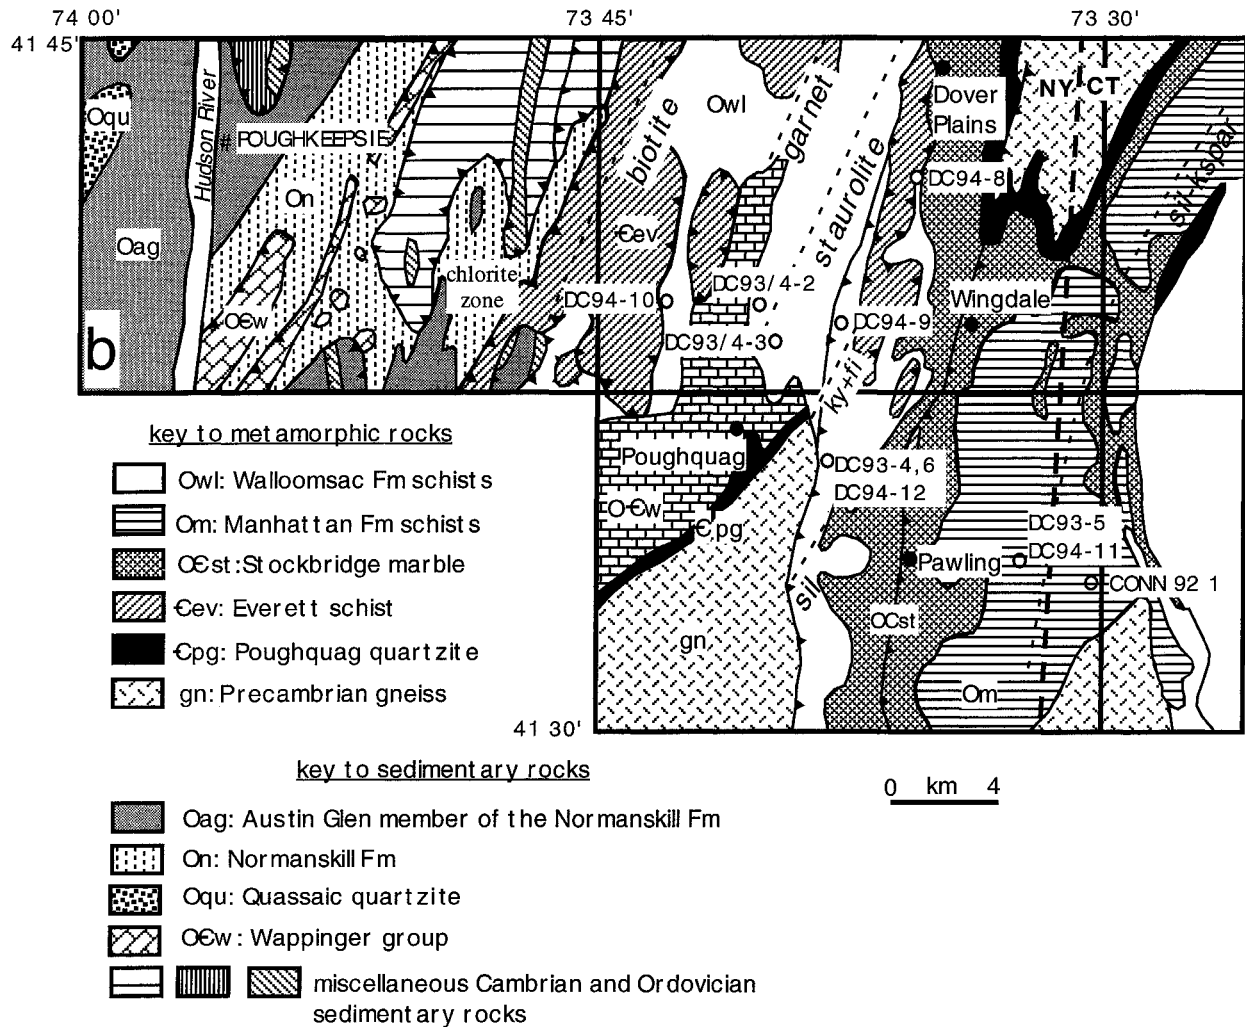 74 00'
73 45'
73 30'
41 45'
Oqu
Hudson River
# POUGHKEEPSIE
On
Oag
OЄw
b
chlorite
zone
biotite
Owl
garnet
staurolite
Єev
Dover
Plains
NY CT
sil-kspar
DC94-8
DC94-10
DC93/4-2
DC93/4-3
DC94-9
Wingdale
ky+fi
Poughquag
OЄw
Єpg
DC93-4,6
DC94-12
DC93-5
DC94-11
Pawling
CONN 92 1
sil
OCst
gn
Om
41 30'
0 km 4
key to metamorphic rocks
Owl: Walloomsac Fm schists
Om: Manhattan Fm schists
OЄst: Stockbridge marble
Єev: Everett schist
Єpg: Poughquag quartzite
gn: Precambrian gneiss
key to sedimentary rocks
Oag: Austin Glen member of the Normanskill Fm
On: Normanskill Fm
Oqu: Quassaic quartzite
OЄw: Wappinger group
miscellaneous Cambrian and Ordovician
sedimentary rocks